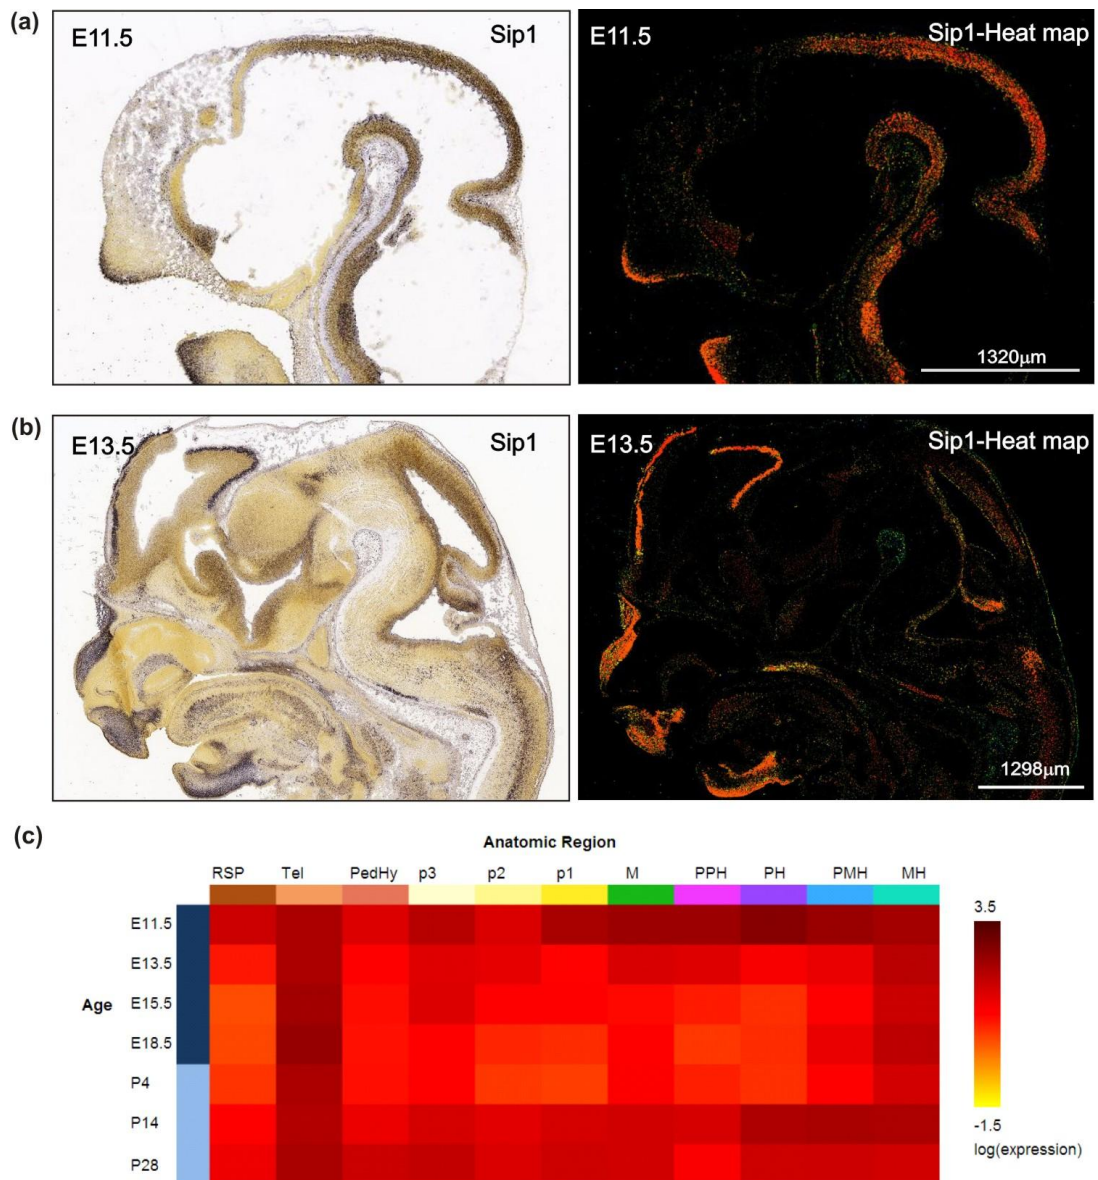 (a)
E11.5 Sip1
E11.5 Sip1-Heat map
1320µm
(b)
E13.5 Sip1
E13.5 Sip1-Heat map
1298µm
(c)
Anatomic Region
RSP Tel PedHy p3 p2 p1 M PPH PH PMH MH
E11.5
E13.5
Age
E15.5
E18.5
P4
P14
P28
3.5
-1.5
log(expression)